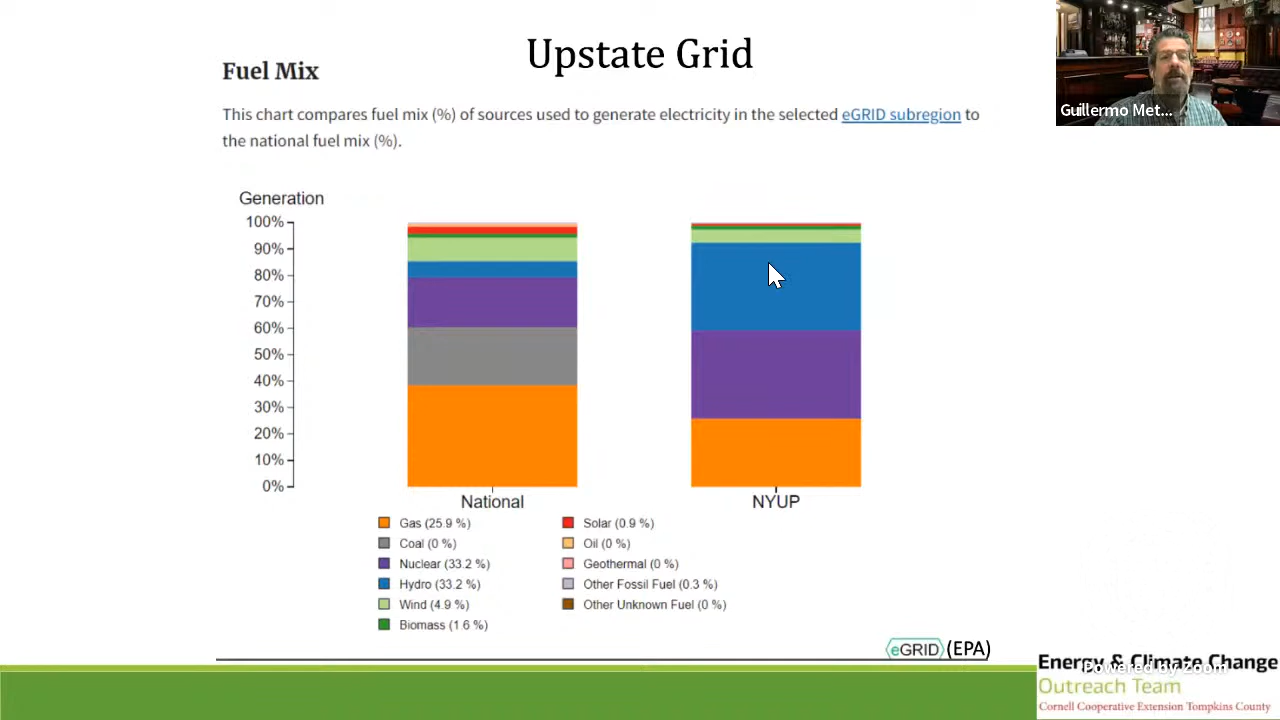 Upstate Grid
Fuel Mix
Guillermo Met...
This chart compares fuel mix (%) of sources used to generate electricity in the selected eGRID subregion to
the national fuel mix (%).
Generation
100%
90%
80%
70%
60%
50%
40%
30%
20%
10%
0%
National
NYUP
Gas (25.9 %)
Coal (0 %)
Nuclear (33.2 %)
Hydro (33.2 %)
Wind (4.9 %)
Biomass (1.6 %)
Solar (0.9 %)
Oil (0 %)
Geothermal (0 %)
Other Fossil Fuel (0.3 %)
Other Unknown Fuel (0 %)
eGRID (EPA)
Energy & Climate Change
Powered by Zoom
Outreach Team
Cornell Cooperative Extension Tompkins County